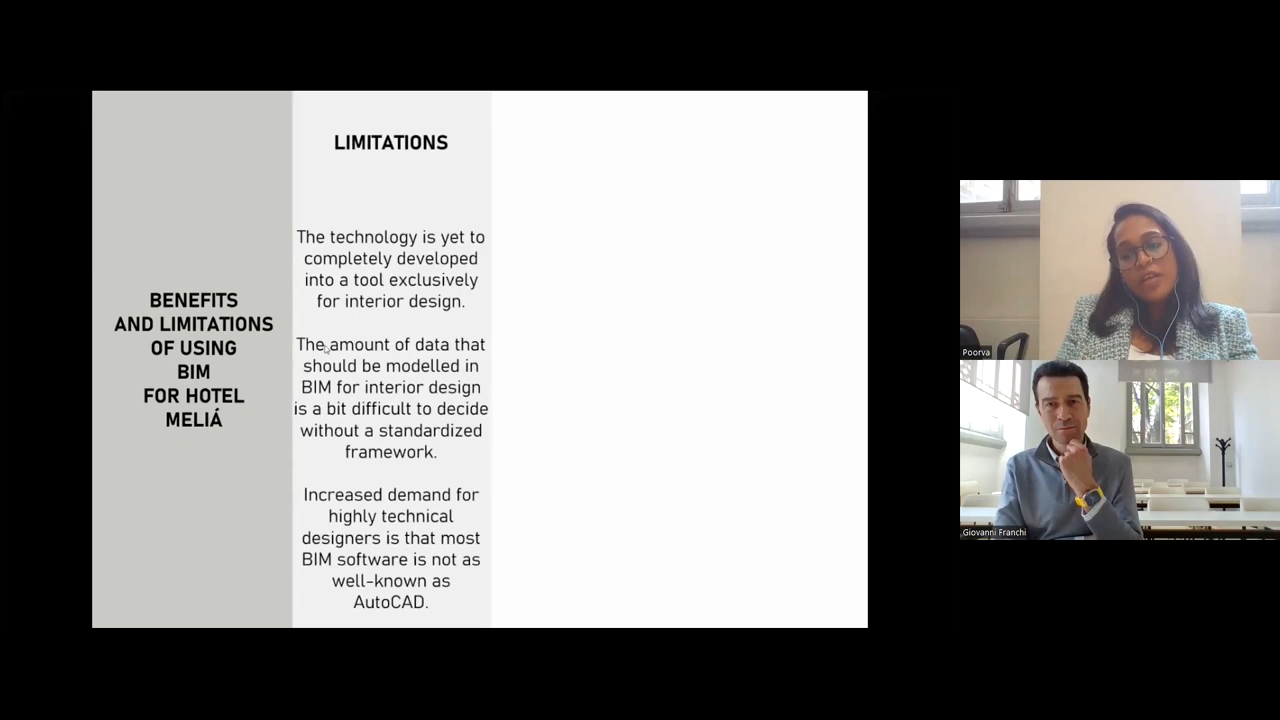 BENEFITS
AND LIMITATIONS
OF USING
BIM
FOR HOTEL
MELIÁ
LIMITATIONS
The technology is yet to
completely developed
into a tool exclusively
for interior design.
The amount of data that
should be modelled in
BIM for interior design
is a bit difficult to decide
without a standardized
framework.
Increased demand for
highly technical
designers is that most
BIM software is not as
well-known as
AutoCAD.
Poorva
Giovanni Franchi